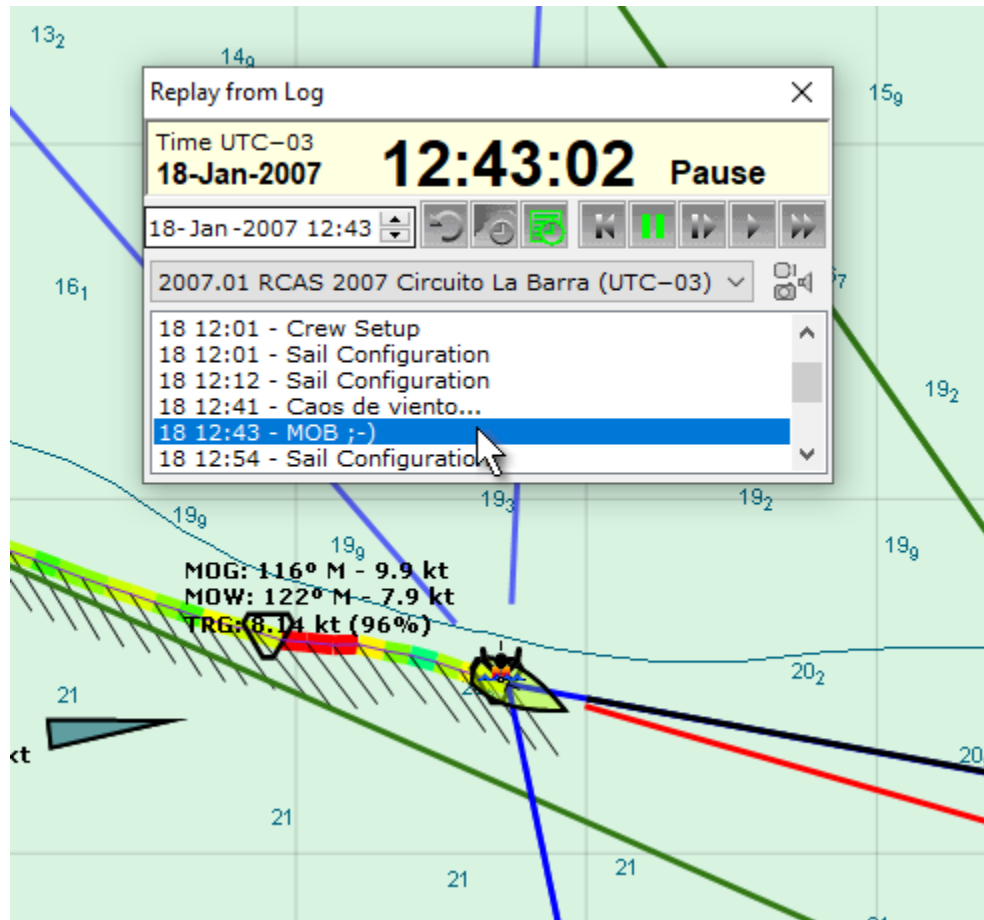 13₂
14₉
Replay from Log
15₉
Time UTC–03
18-Jan-2007 12:43:02 Pause
18-Jan-2007 12:43
16₁
2007.01 RCAS 2007 Circuito La Barra (UTC–03)
7
18 12:01 - Crew Setup
18 12:01 - Sail Configuration
18 12:12 - Sail Configuration
19₂
18 12:41 - Caos de viento...
18 12:43 - MOB ;-)
18 12:54 - Sail Configuration
19₃
19₂
19₉
19₉
19₉
MOG: 116º M - 9.9 kt
MOW: 122º M - 7.9 kt
TRG: 8.14 kt (96%)
20₂
21
kt
20
21
21
21